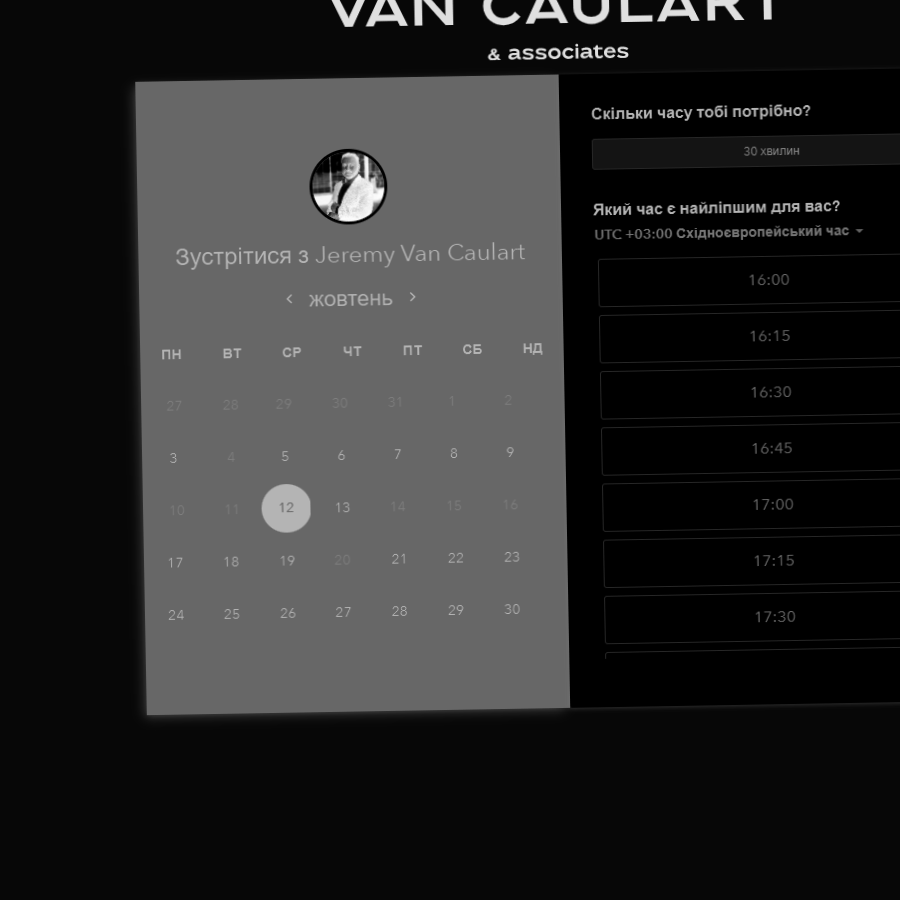 VAN CAULART
& associates
Зустрітися з Jeremy Van Caulart
жовтень
ПН ВТ СР ЧТ ПТ СБ НД
27 28 29 30 31 1 2
3 4 5 6 7 8 9
10 11 12 13 14 15 16
17 18 19 20 21 22 23
24 25 26 27 28 29 30
Скільки часу тобі потрібно?
30 хвилин
Який час є найліпшим для вас?
UTC +03:00 Східноєвропейський час
16:00
16:15
16:30
16:45
17:00
17:15
17:30